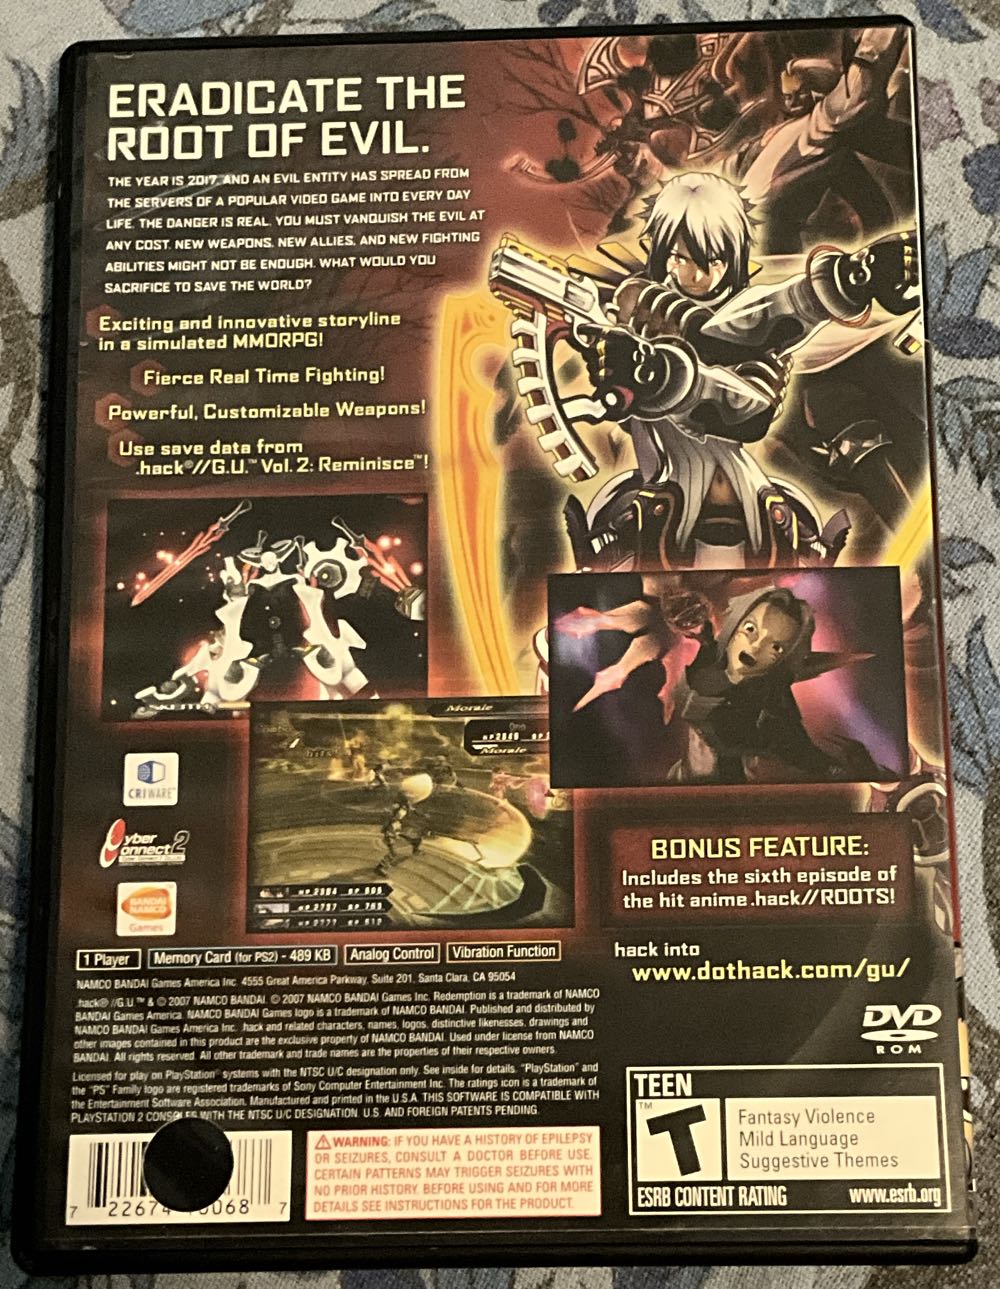 ERADICATE THE
ROOT OF EVIL.
THE YEAR IS 2017, AND AN EVIL ENTITY HAS SPREAD FROM
THE SERVERS OF A POPULAR VIDEO GAME INTO EVERY DAY
LIFE. THE DANGER IS REAL. YOU MUST VANQUISH THE EVIL AT
ANY COST. NEW WEAPONS, NEW ALLIES, AND NEW FIGHTING
ABILITIES MIGHT NOT BE ENOUGH. WHAT WOULD YOU
SACRIFICE TO SAVE THE WORLD?
Exciting and innovative storyline
in a simulated MMORPG!
Fierce Real Time Fighting!
Powerful, Customizable Weapons!
Use save data from
.hack®//G.U.™ Vol. 2: Reminisce™!
Morale
Morale
CRIWARE™
Cyber
Connect 2
BANDAI
NAMCO
Games
BONUS FEATURE:
Includes the sixth episode of
the hit anime .hack//ROOTS!
1 Player
Memory Card (for PS2) - 489 KB
Analog Control
Vibration Function
hack into
www.dothack.com/gu/
NAMCO BANDAI Games America Inc. 4555 Great America Parkway, Suite 201, Santa Clara, CA 95054
.hack® //G.U.™ & © 2007 NAMCO BANDAI. © 2007 NAMCO BANDAI Games Inc. Redemption is a trademark of NAMCO
BANDAI Games America. NAMCO BANDAI Games logo is a trademark of NAMCO BANDAI. Published and distributed by
NAMCO BANDAI Games America Inc. .hack and related characters, names, logos, distinctive likenesses, drawings and
other images contained in this product are the exclusive property of NAMCO BANDAI. Used under license from NAMCO
BANDAI. All rights reserved. All other trademark and trade names are the properties of their respective owners.
Licensed for play on PlayStation® systems with the NTSC U/C designation only. See inside for details. "PlayStation" and
the "PS" Family logo are registered trademarks of Sony Computer Entertainment Inc. The ratings icon is a trademark of
the Entertainment Software Association. Manufactured and printed in the U.S.A. THIS SOFTWARE IS COMPATIBLE WITH
PLAYSTATION 2 CONSOLES WITH THE NTSC U/C DESIGNATION. U.S. AND FOREIGN PATENTS PENDING.
DVD
ROM
TEEN
T
™
Fantasy Violence
Mild Language
Suggestive Themes
ESRB CONTENT RATING
www.esrb.org
WARNING: IF YOU HAVE A HISTORY OF EPILEPSY
OR SEIZURES, CONSULT A DOCTOR BEFORE USE.
CERTAIN PATTERNS MAY TRIGGER SEIZURES WITH
NO PRIOR HISTORY. BEFORE USING AND FOR MORE
DETAILS SEE INSTRUCTIONS FOR THE PRODUCT.
7 22674 0068 7